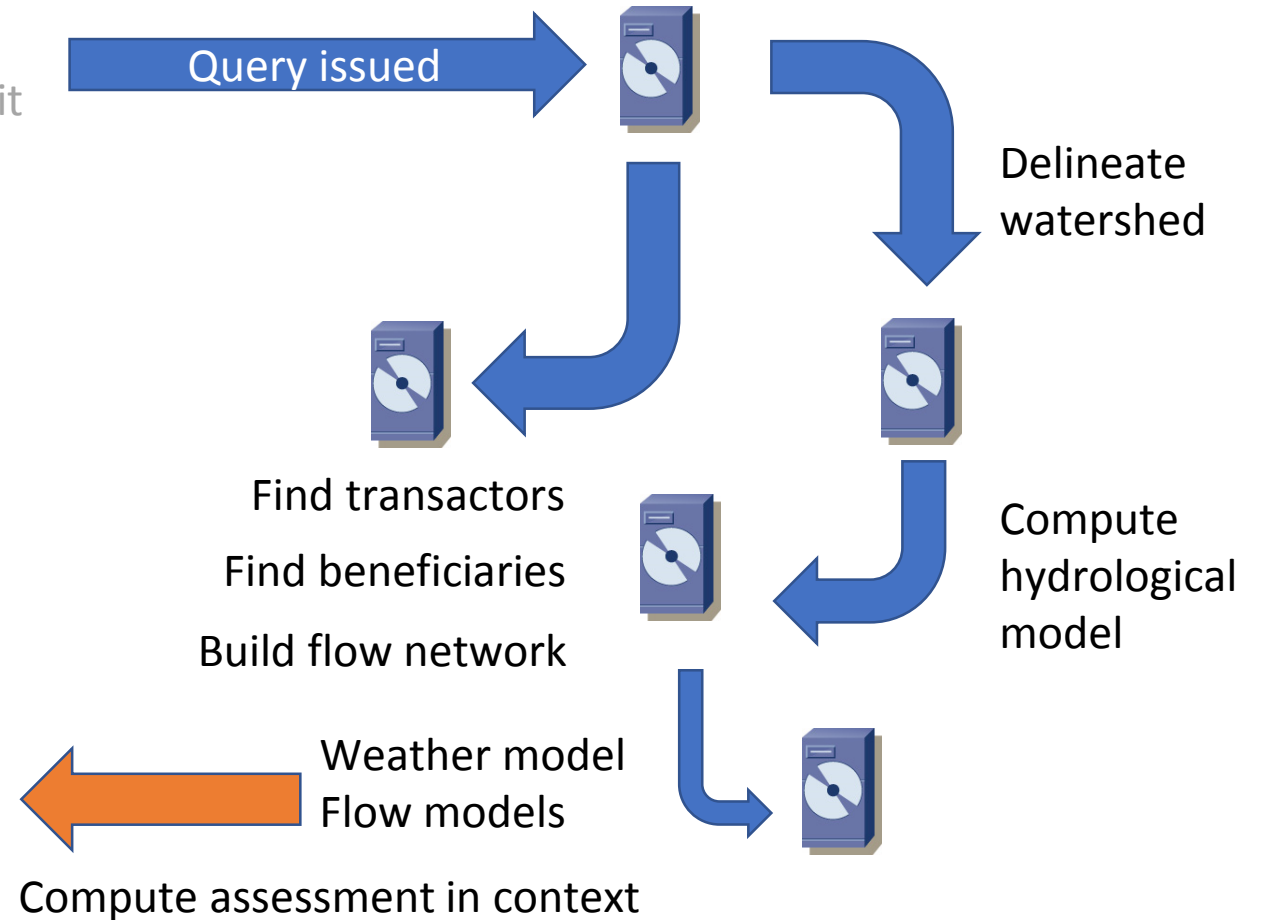 Query issued
it
Delineate
watershed
Find transactors
Find beneficiaries
Build flow network
Compute
hydrological
model
Weather model
Flow models
Compute assessment in context